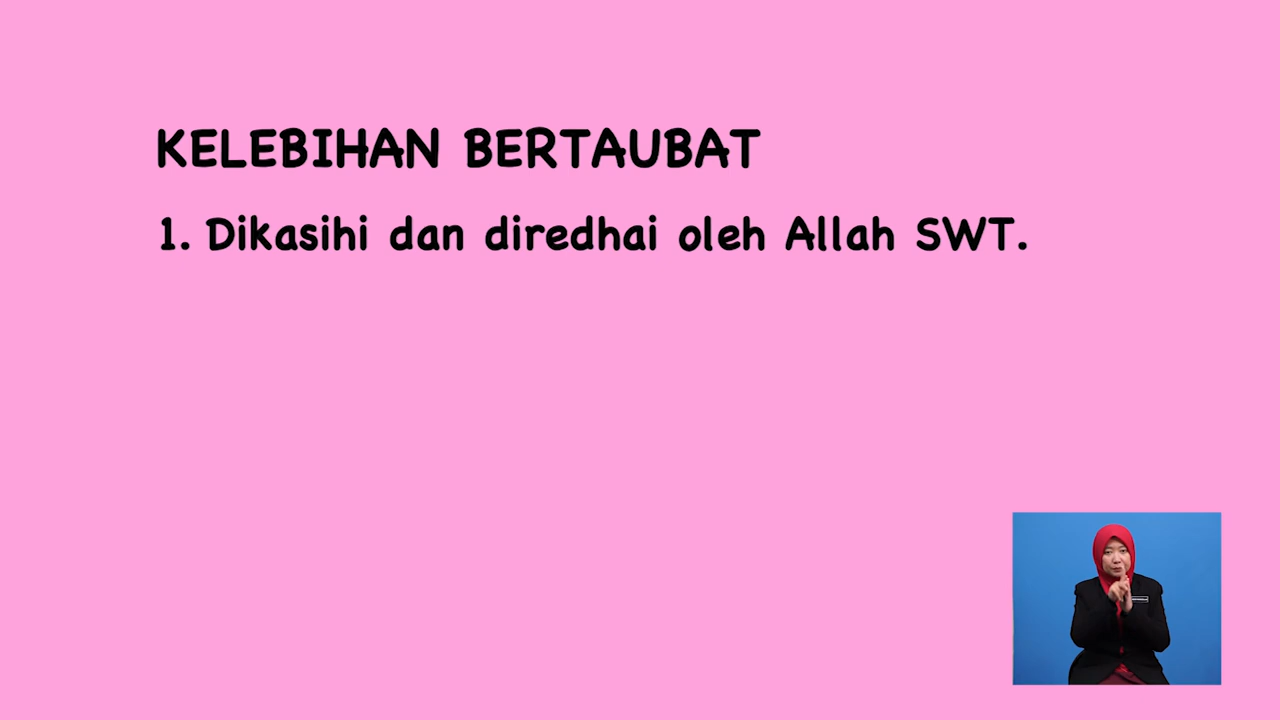 KELEBIHAN BERTAUBAT
1. Dikasihi dan diredhai oleh Allah SWT.